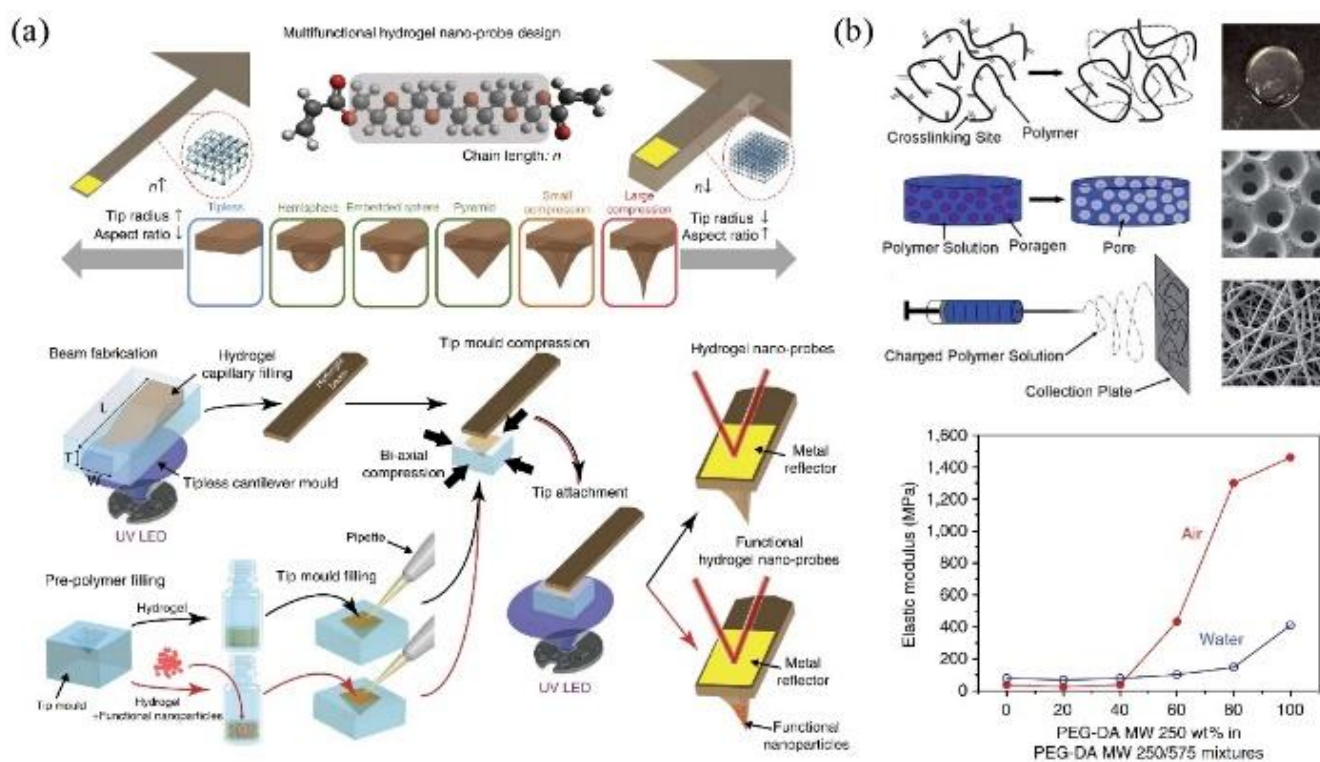 (a)
Multifunctional hydrogel nano-probe design
Chain length: n
n↑
n↓
Tip radius ↑
Aspect ratio ↓
Tipless
Hemisphere
Embedded sphere
Pyramid
Small
compression
Large
compression
Tip radius ↓
Aspect ratio ↑
Beam fabrication
Hydrogel
capillary filling
L
T
W
Tipless cantilever mould
UV LED
Hydrogel
beam
Tip mould compression
Bi-axial
compression
Tip attachment
UV LED
Pre-polymer filling
Hydrogel
Tip mould filling
Pipette
Tip mould
Hydrogel
+Functional nanoparticles
Hydrogel nano-probes
Metal
reflector
Functional
hydrogel nano-probes
Metal
reflector
Functional
nanoparticles
(b)
Crosslinking Site
Polymer
Polymer Solution
Poragen
Pore
Charged Polymer Solution
Collection Plate
Elastic modulus (MPa)
1,600
1,400
1,200
1,000
800
600
400
200
0
Air
Water
0 20 40 60 80 100
PEG-DA MW 250 wt% in
PEG-DA MW 250/575 mixtures